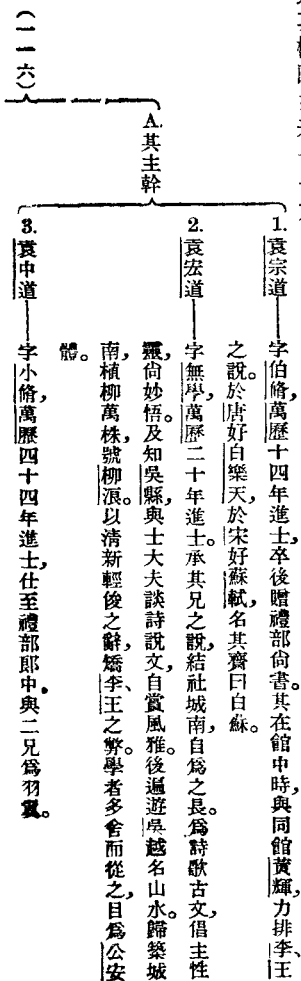 A.其主幹
1.袁宗道——字伯脩,萬曆十四年進士,卒後贈禮部尙書。其在館中時,與同館黃輝,力排李、王
之說。於唐好白樂天,於宋好蘇軾,名其齋曰白蘇。
2.袁宏道——字無學,萬曆二十年進士。承其兄之說,結社城南,自爲之長。爲詩歌古文,倡主性
靈,尙妙悟。及知吳縣,與士大夫談詩說文,自賞風雅。後遍遊吳越名山水。歸築城
南,植柳萬株,號柳浪。以清新輕俊之辭,矯李、王之弊。學者多舍而從之,目爲公安
體。
3.袁中道——字小脩,萬曆四十四年進士,仕至禮部郎中。與二兄爲羽翼。
(一一六)